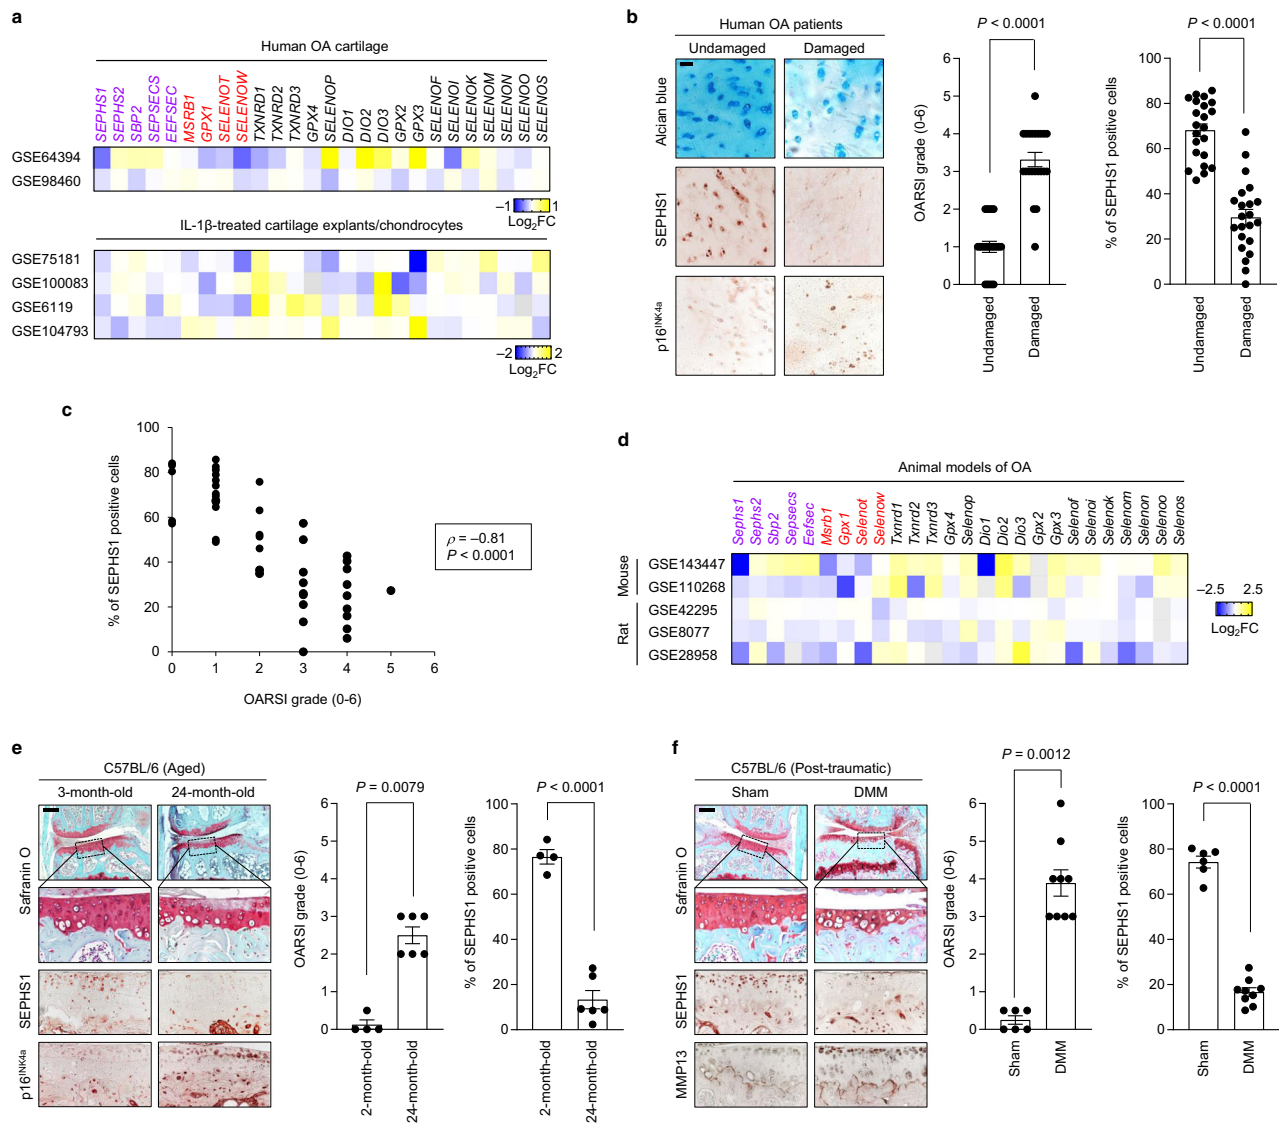 a
Human OA cartilage
SEPHS1 SEPHS2 SBP2 SEPSECS EEFSEC MSRB1 GPX1 SELENOT SELENOW TXNRD1 TXNRD2 TXNRD3 GPX4 SELENOP DIO1 DIO2 DIO3 GPX2 GPX3 SELENOF SELENOI SELENOK SELENOM SELENON SELENOO SELENOS
GSE64394
GSE98460
–1 1
Log2FC
IL-1β-treated cartilage explants/chondrocytes
GSE75181
GSE100083
GSE6119
GSE104793
–2 2
Log2FC
b
Human OA patients
Undamaged Damaged
Alcian blue
SEPHS1
p16INK4a
P < 0.0001
OARSI grade (0-6)
6
5
4
3
2
1
0
Undamaged Damaged
P < 0.0001
% of SEPHS1 positive cells
100
80
60
40
20
0
Undamaged Damaged
c
% of SEPHS1 positive cells
100
80
60
40
20
0
0 1 2 3 4 5 6
OARSI grade (0-6)
ρ = –0.81
P < 0.0001
d
Animal models of OA
Sephs1 Sephs2 Sbp2 Sepsecs Eefsec Msrb1 Gpx1 Selenot Selenow Txnrd1 Txnrd2 Txnrd3 Gpx4 Selenop Dio1 Dio2 Dio3 Gpx2 Gpx3 Selenof Selenoi Selenok Selenom Selenon Selenoo Selenos
Mouse
GSE143447
GSE110268
Rat
GSE42295
GSE8077
GSE28958
–2.5 2.5
Log2FC
e
C57BL/6 (Aged)
3-month-old 24-month-old
Safranin O
SEPHS1
p16INK4a
P = 0.0079
OARSI grade (0-6)
6
5
4
3
2
1
0
2-month-old 24-month-old
P < 0.0001
% of SEPHS1 positive cells
100
80
60
40
20
0
2-month-old 24-month-old
f
C57BL/6 (Post-traumatic)
Sham DMM
Safranin O
SEPHS1
MMP13
P = 0.0012
OARSI grade (0-6)
6
5
4
3
2
1
0
Sham DMM
P < 0.0001
% of SEPHS1 positive cells
100
80
60
40
20
0
Sham DMM